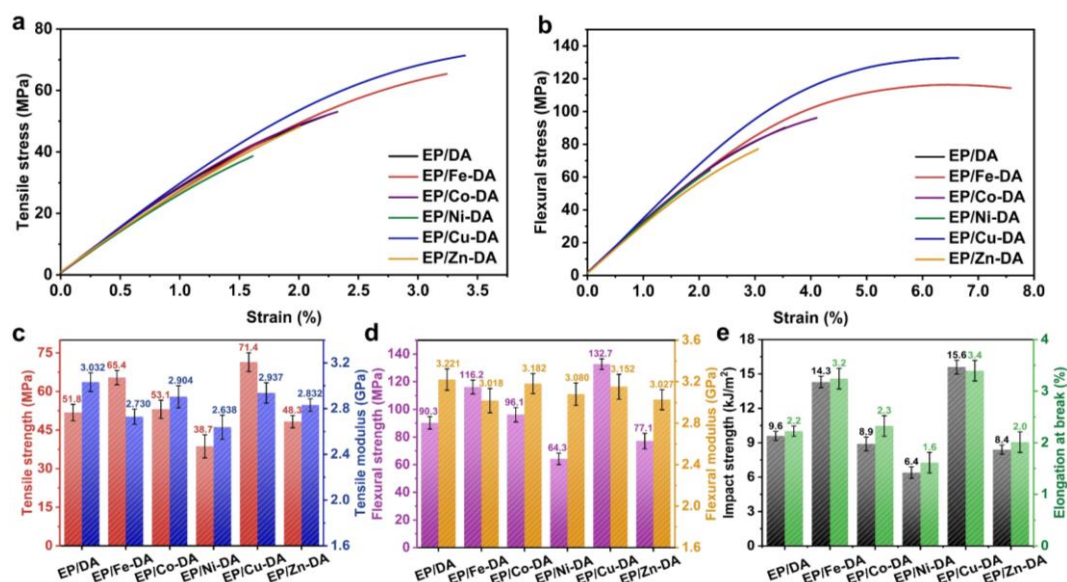 a
80
60
40
20
0
Tensile stress (MPa)
EP/DA
EP/Fe-DA
EP/Co-DA
EP/Ni-DA
EP/Cu-DA
EP/Zn-DA
0.0 0.5 1.0 1.5 2.0 2.5 3.0 3.5
Strain (%)
b
140
120
100
80
60
40
20
0
Flexural stress (MPa)
EP/DA
EP/Fe-DA
EP/Co-DA
EP/Ni-DA
EP/Cu-DA
EP/Zn-DA
0.0 1.0 2.0 3.0 4.0 5.0 6.0 7.0 8.0
Strain (%)
c
75
60
45
30
15
0
Tensile strength (MPa)
51.8 3.032 65.4 2.730 53.1 2.904 38.7 2.638 71.4 2.937 48.3 2.832
3.2
2.8
2.4
2.0
1.6
Tensile modulus (GPa)
EP/DA EP/Fe-DA EP/Co-DA EP/Ni-DA EP/Cu-DA EP/Zn-DA
d
140
120
100
80
60
40
20
0
Flexural strength (MPa)
90.3 3.221 116.2 3.018 96.1 3.182 64.3 3.080 132.7 3.152 77.1 3.027
3.6
3.2
2.8
2.4
2.0
1.6
Flexural modulus (GPa)
EP/DA EP/Fe-DA EP/Co-DA EP/Ni-DA EP/Cu-DA EP/Zn-DA
e
18
15
12
9
6
3
0
Impact strength (kJ/m²)
9.6 2.2 14.3 3.2 8.9 2.3 6.4 1.6 15.6 3.4 8.4 2.0
4%
3%
2%
1%
0
Elongation at break (%)
EP/DA EP/Fe-DA EP/Co-DA EP/Ni-DA EP/Cu-DA EP/Zn-DA